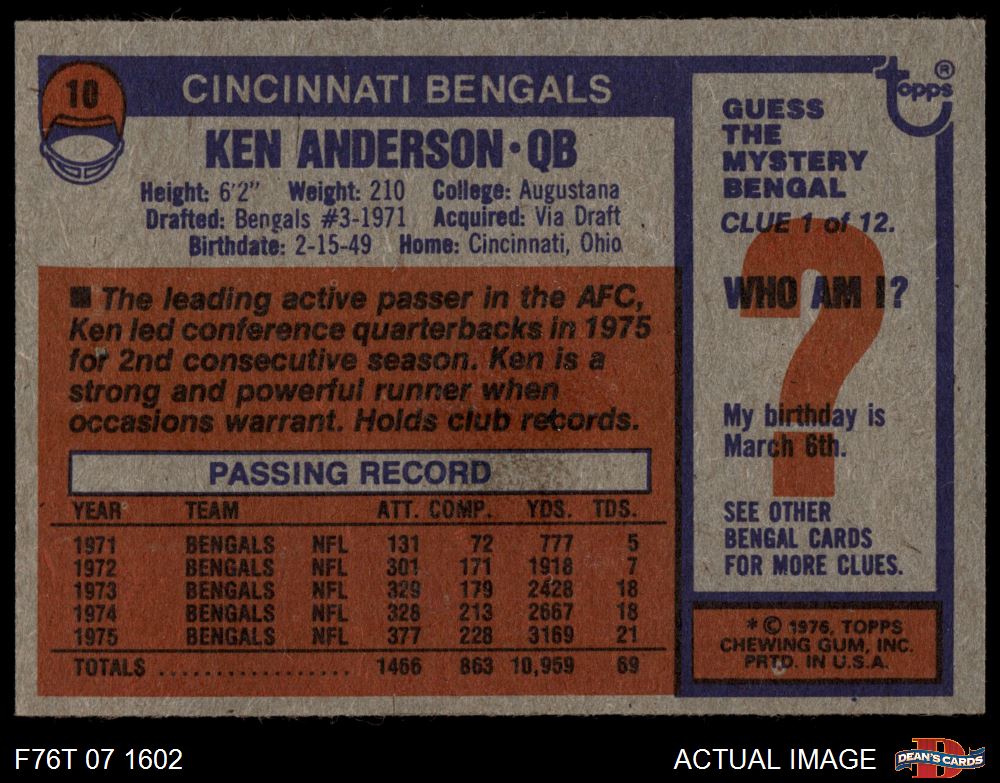 10
CINCINNATI BENGALS
KEN ANDERSON • QB
Height: 6'2" Weight: 210 College: Augustana
Drafted: Bengals #3-1971 Acquired: Via Draft
Birthdate: 2-15-49 Home: Cincinnati, Ohio
■ The leading active passer in the AFC,
Ken led conference quarterbacks in 1975
for 2nd consecutive season. Ken is a
strong and powerful runner when
occasions warrant. Holds club records.
PASSING RECORD
YEAR TEAM ATT. COMP. YDS. TDS.
1971 BENGALS NFL 131 72 777 5
1972 BENGALS NFL 301 171 1918 7
1973 BENGALS NFL 329 179 2428 18
1974 BENGALS NFL 328 213 2667 18
1975 BENGALS NFL 377 228 3169 21
TOTALS ................. 1466 863 10,959 69
topps®
GUESS
THE
MYSTERY
BENGAL
CLUE 1 of 12.
WHO AM I?
?
My birthday is
March 6th.
SEE OTHER
BENGAL CARDS
FOR MORE CLUES.
* © 1976, TOPPS
CHEWING GUM, INC.
PRTD. IN U.S.A.
F76T 07 1602
ACTUAL IMAGE
D
DEAN'S CARDS